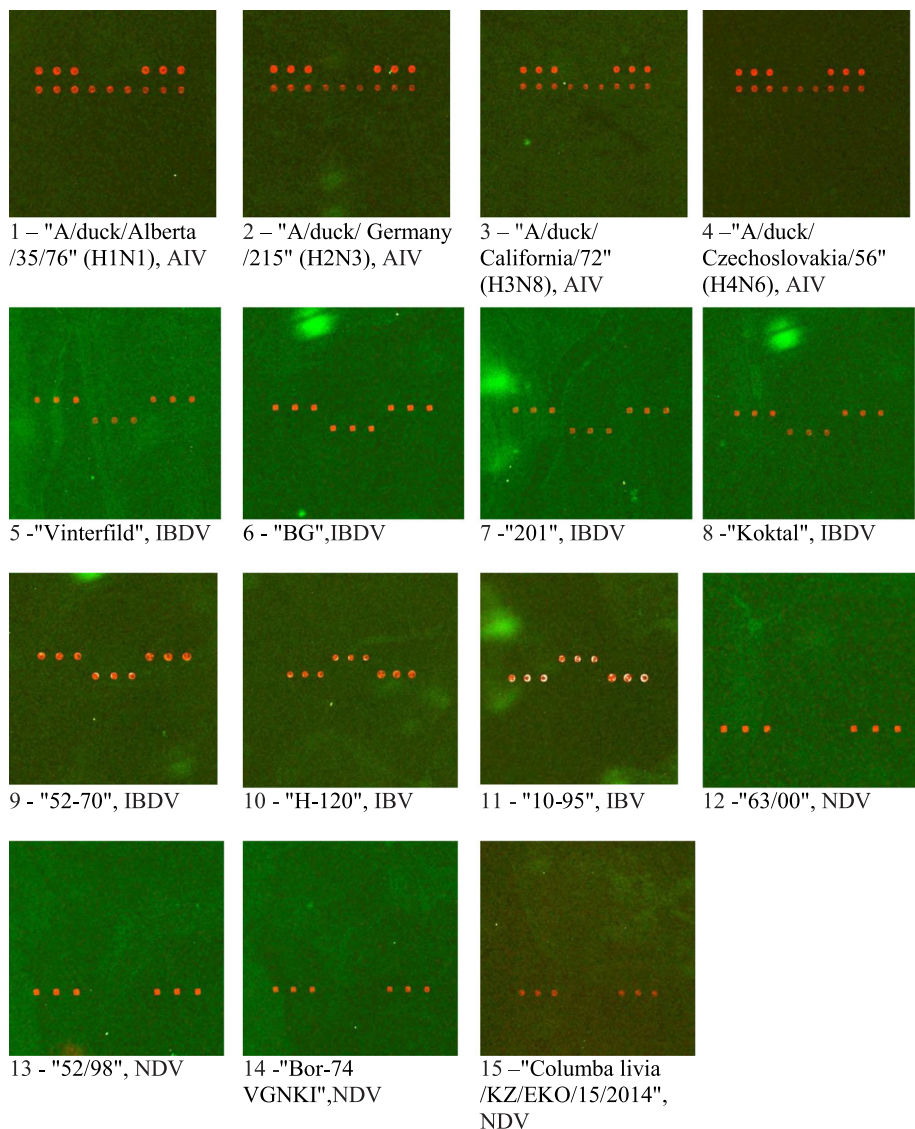 1 – "A/duck/Alberta
/35/76" (H1N1), AIV
2 – "A/duck/ Germany
/215" (H2N3), AIV
3 – "A/duck/
California/72"
(H3N8), AIV
4 –"A/duck/
Czechoslovakia/56"
(H4N6), AIV
5 -"Vinterfild", IBDV
6 - "BG",IBDV
7 -"201", IBDV
8 -"Koktal", IBDV
9 - "52-70", IBDV
10 - "H-120", IBV
11 - "10-95", IBV
12 -"63/00", NDV
13 - "52/98", NDV
14 -"Bor-74
VGNKI",NDV
15 –"Columba livia
/KZ/EKO/15/2014",
NDV